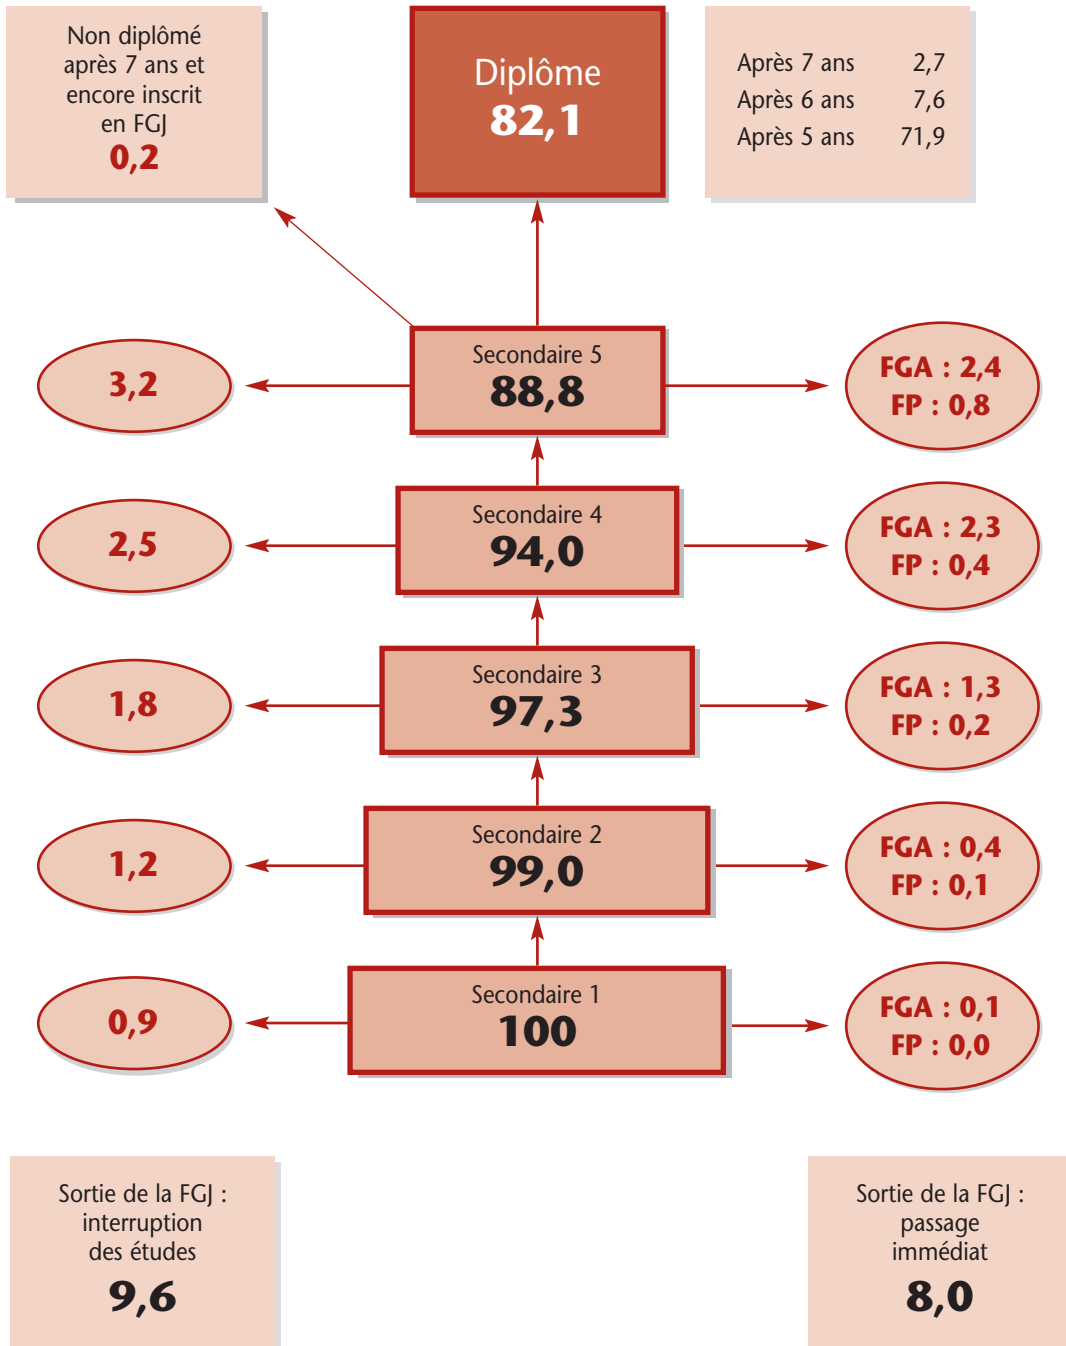 Non diplômé
après 7 ans et
encore inscrit
en FGJ
0,2
Diplôme
82,1
Après 7 ans 2,7
Après 6 ans 7,6
Après 5 ans 71,9
3,2
Secondaire 5
88,8
FGA : 2,4
FP : 0,8
2,5
Secondaire 4
94,0
FGA : 2,3
FP : 0,4
1,8
Secondaire 3
97,3
FGA : 1,3
FP : 0,2
1,2
Secondaire 2
99,0
FGA : 0,4
FP : 0,1
0,9
Secondaire 1
100
FGA : 0,1
FP : 0,0
Sortie de la FGJ :
interruption
des études
9,6
Sortie de la FGJ :
passage
immédiat
8,0